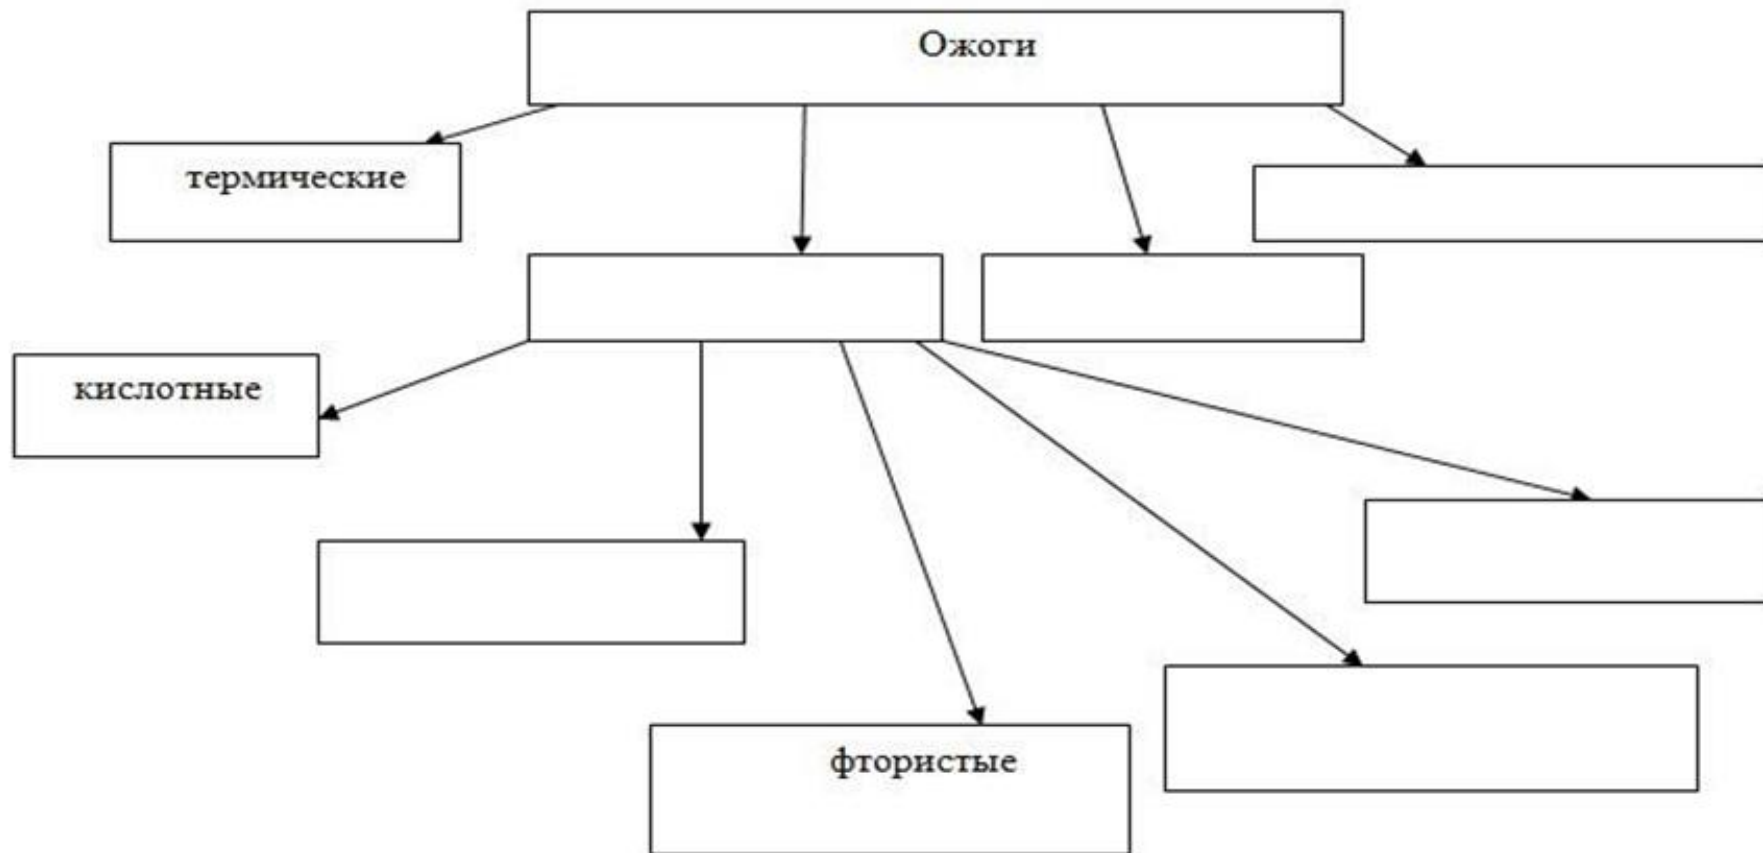 Ожоги
термические
кислотные
фтористые